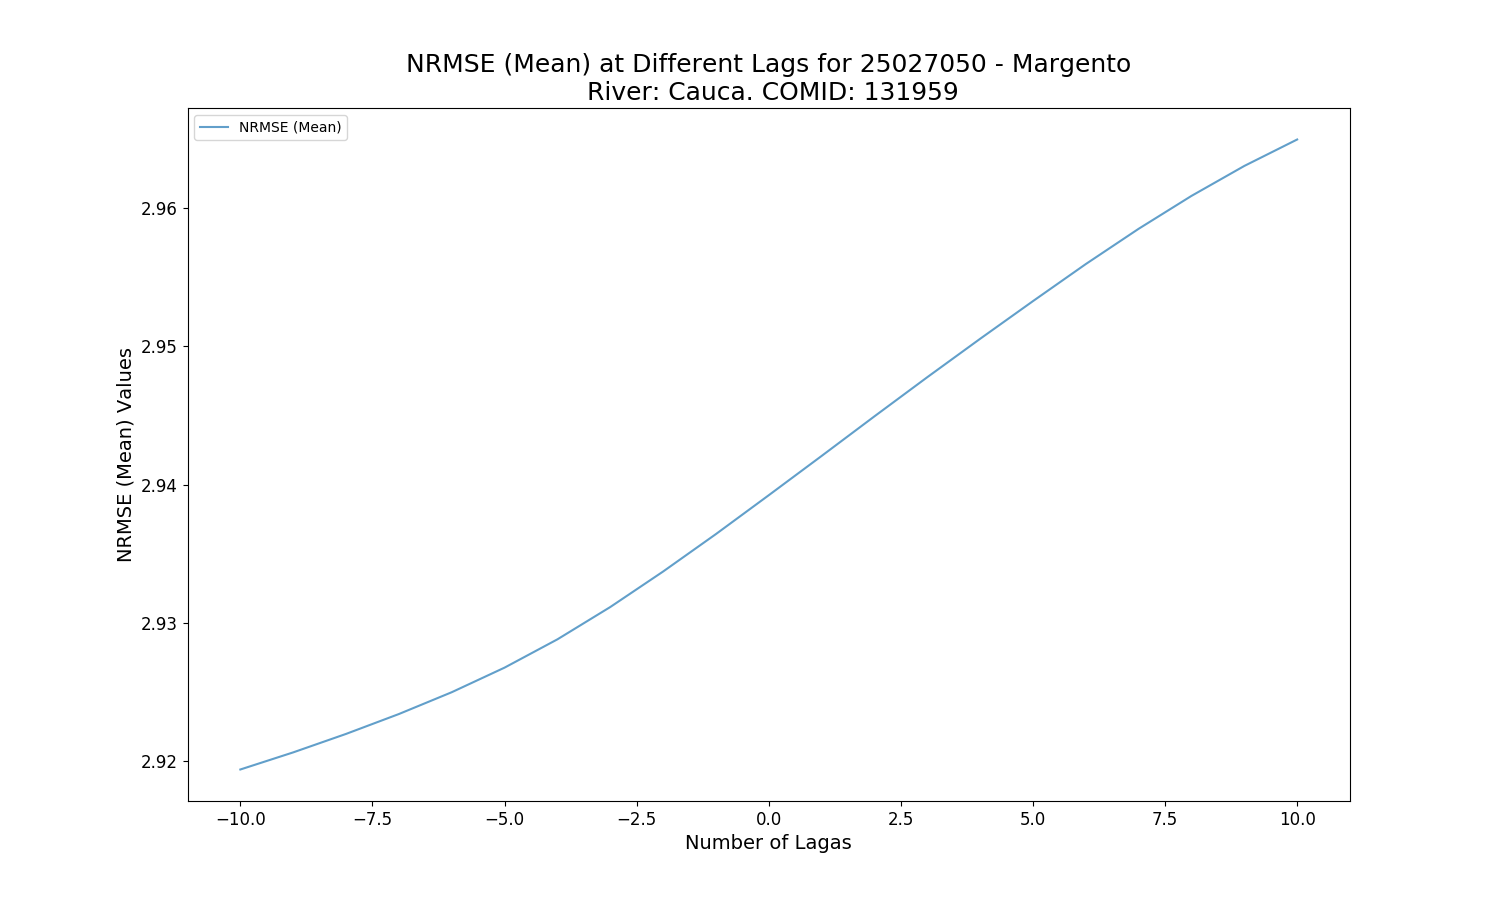 NRMSE (Mean) at Different Lags for 25027050 - Margento
River: Cauca. COMID: 131959
NRMSE (Mean)
2.96
2.95
2.94
2.93
2.92
NRMSE (Mean) Values
−10.0 −7.5 −5.0 −2.5 0.0 2.5 5.0 7.5 10.0
Number of Lagas